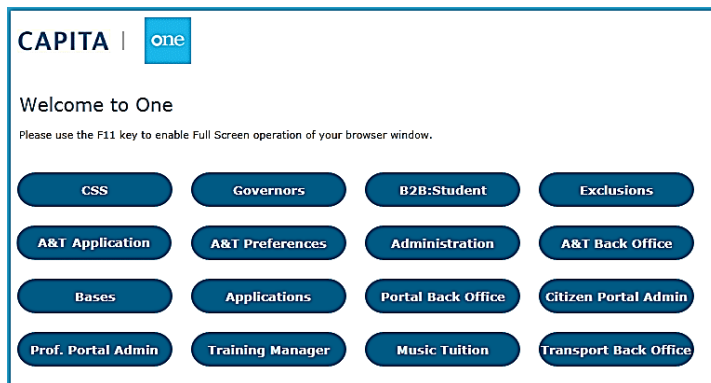 CAPITA | one
Welcome to One
Please use the F11 key to enable Full Screen operation of your browser window.
CSS Governors B2B:Student Exclusions
A&T Application A&T Preferences Administration A&T Back Office
Bases Applications Portal Back Office Citizen Portal Admin
Prof. Portal Admin Training Manager Music Tuition Transport Back Office